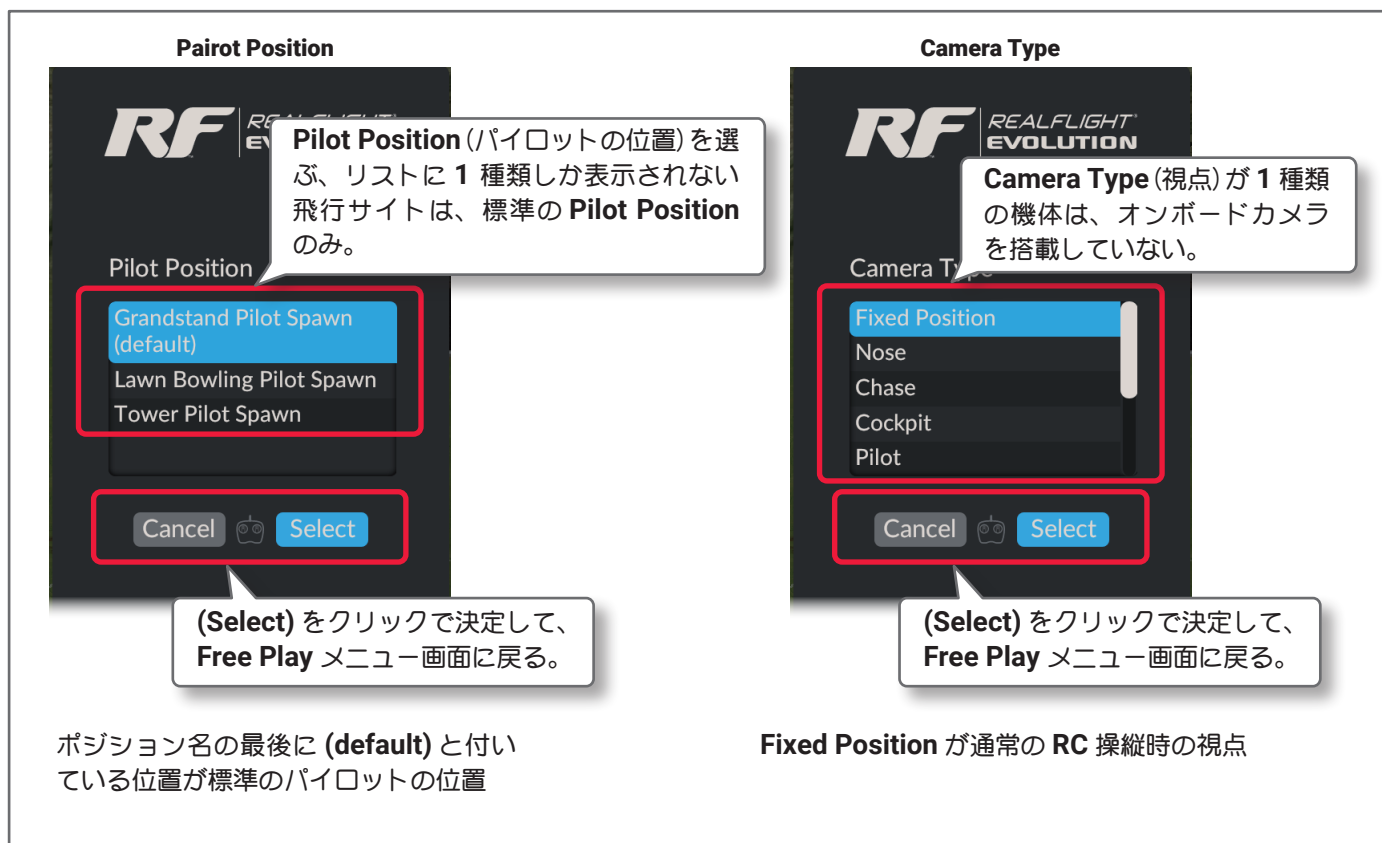 Pairot Position
RF REALFLIGHT
Pilot Position(パイロットの位置)を選
ぶ、リストに 1 種類しか表示されない
飛行サイトは、標準の Pilot Position
のみ。
Pilot Position
Grandstand Pilot Spawn
(default)
Lawn Bowling Pilot Spawn
Tower Pilot Spawn
Cancel Select
(Select) をクリックで決定して、
Free Play メニュー画面に戻る。
ポジション名の最後に (default) と付い
ている位置が標準のパイロットの位置
Camera Type
RF REALFLIGHT
EVOLUTION
Camera Type(視点)が 1 種類
の機体は、オンボードカメラ
を搭載していない。
Camera Type
Fixed Position
Nose
Chase
Cockpit
Pilot
Cancel Select
(Select) をクリックで決定して、
Free Play メニュー画面に戻る。
Fixed Position が通常の RC 操縦時の視点